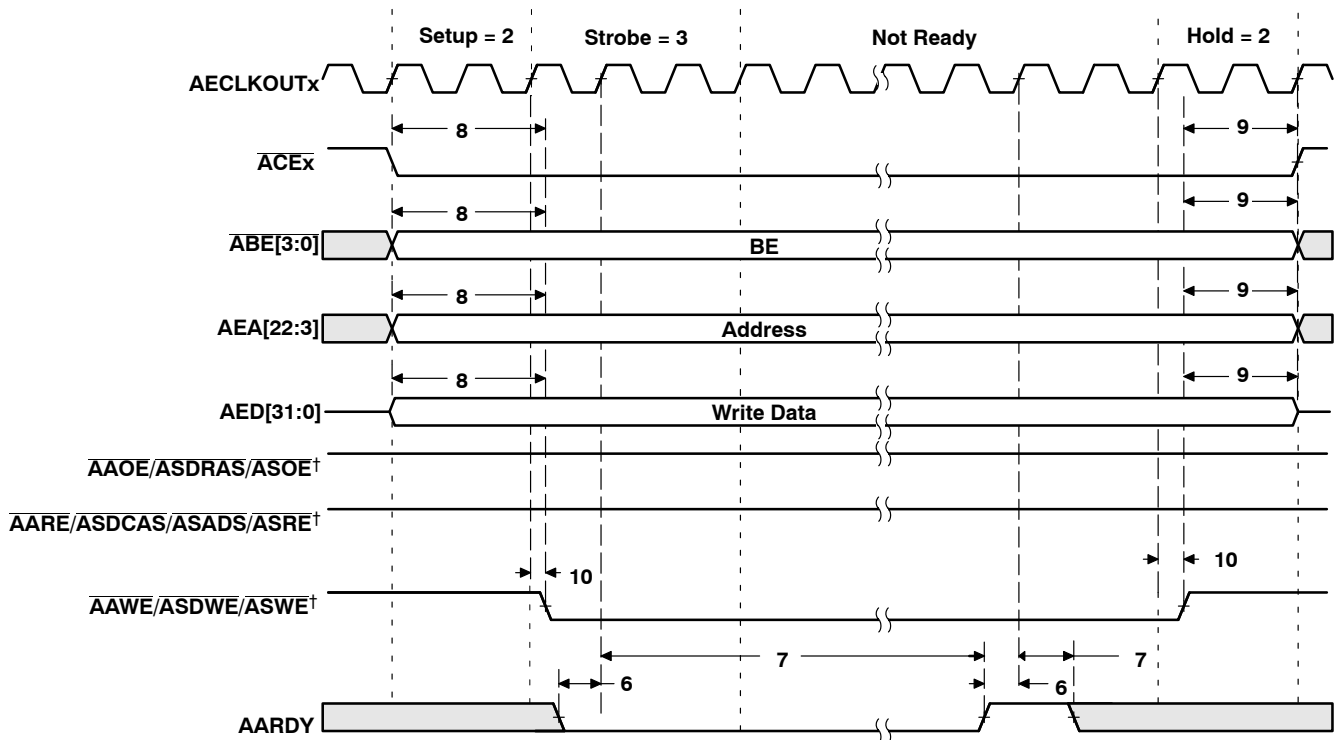 Setup = 2 Strobe = 3 Not Ready Hold = 2
AECLKOUTx
8 9
ACEx
8 9
ABE[3:0] BE
8 9
AEA[22:3] Address
8 9
AED[31:0] Write Data
AAOE/ASDRAS/ASOE†
AARE/ASDCAS/ASADS/ASRE†
10 10
AAWE/ASDWE/ASWE†
7 7
6 6
AARDY